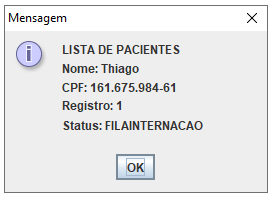 Mensagem
LISTA DE PACIENTES
Nome: Thiago
CPF: 161.675.984-61
Registro: 1
Status: FILAINTERNACAO
OK